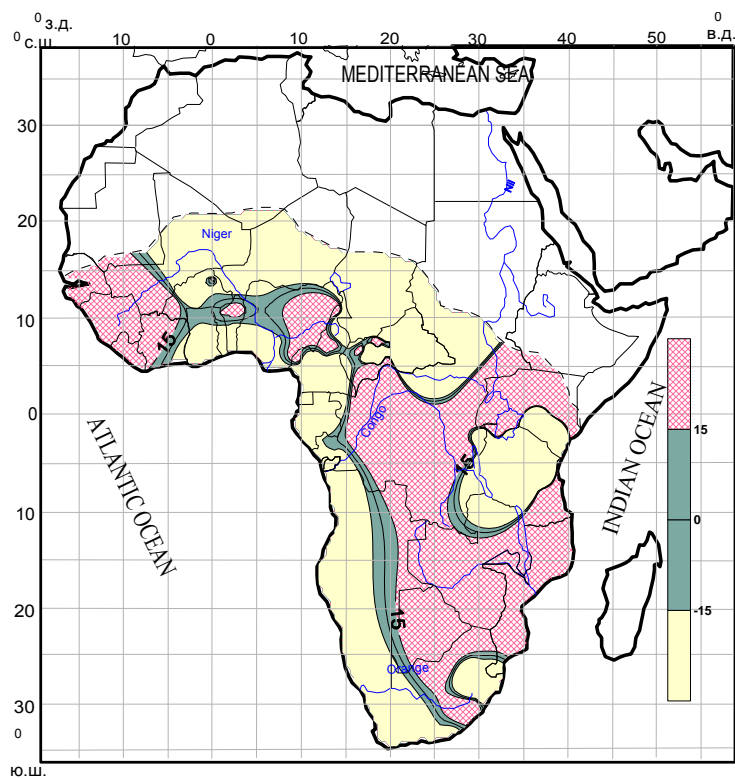 0 з.д.
0
0 с.ш
10
0
10
20
30
40
50
в.д.
MEDITERRANEAN SEA
30
Nil
20
Niger
10
15
15
0
Congo
ATLANTIC OCEAN
INDIAN OCEAN
15
0
10
-15
20
15
Orange
30
0
ю.ш.